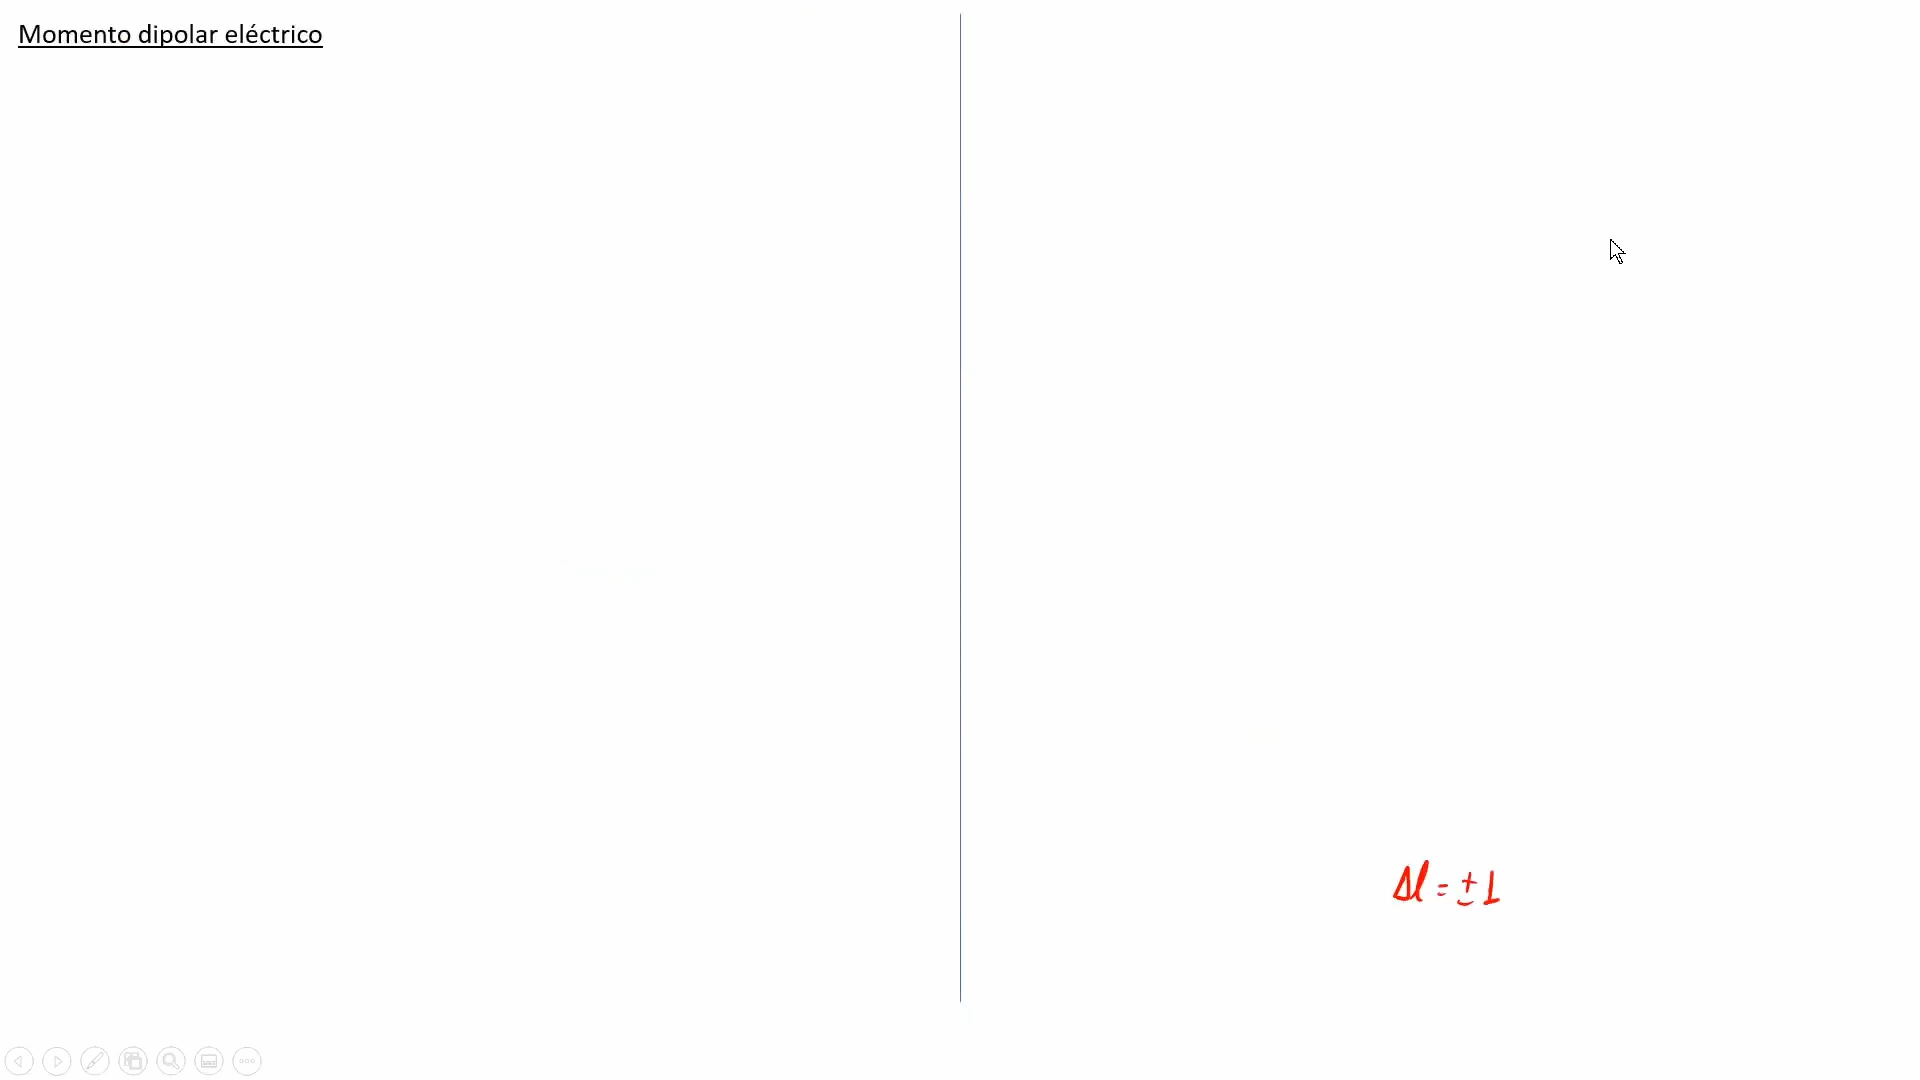 Momento dipolar eléctrico
Δl = ±1